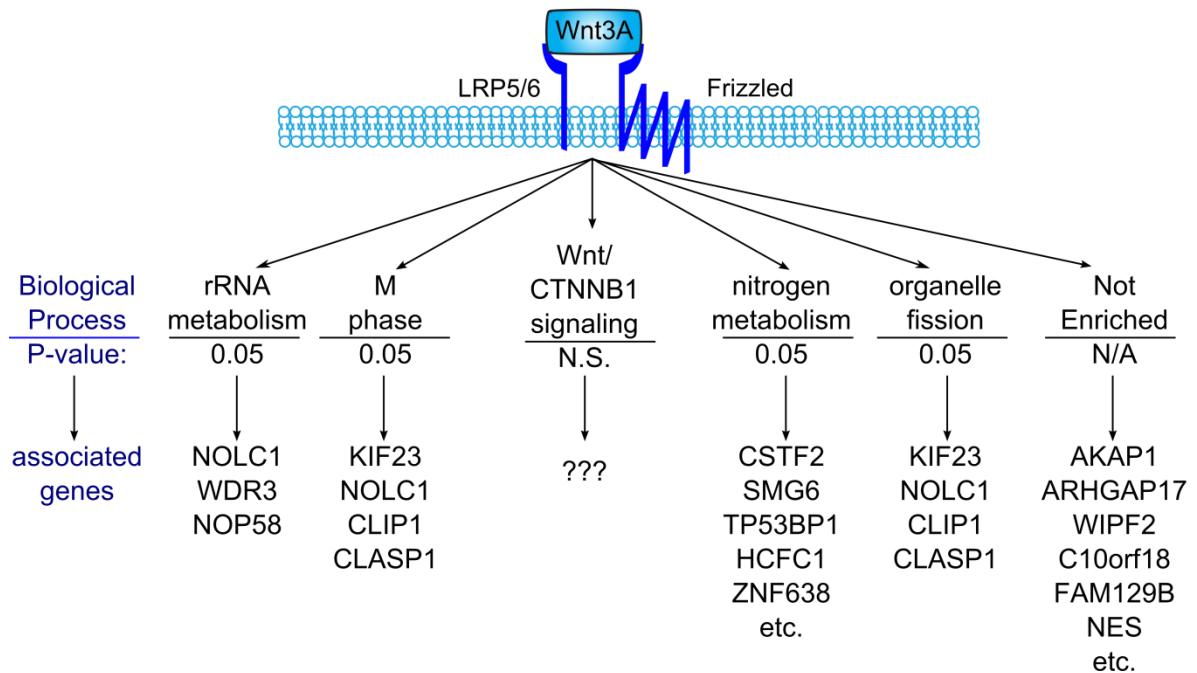 Wnt3A
LRP5/6
Frizzled
Biological
Process
P-value:
associated
genes
rRNA
metabolism
0.05
NOLC1
WDR3
NOP58
M
phase
0.05
KIF23
NOLC1
CLIP1
CLASP1
Wnt/
CTNNB1
signaling
N.S.
???
nitrogen
metabolism
0.05
CSTF2
SMG6
TP53BP1
HCFC1
ZNF638
etc.
organelle
fission
0.05
KIF23
NOLC1
CLIP1
CLASP1
Not
Enriched
N/A
AKAP1
ARHGAP17
WIPF2
C10orf18
FAM129B
NES
etc.